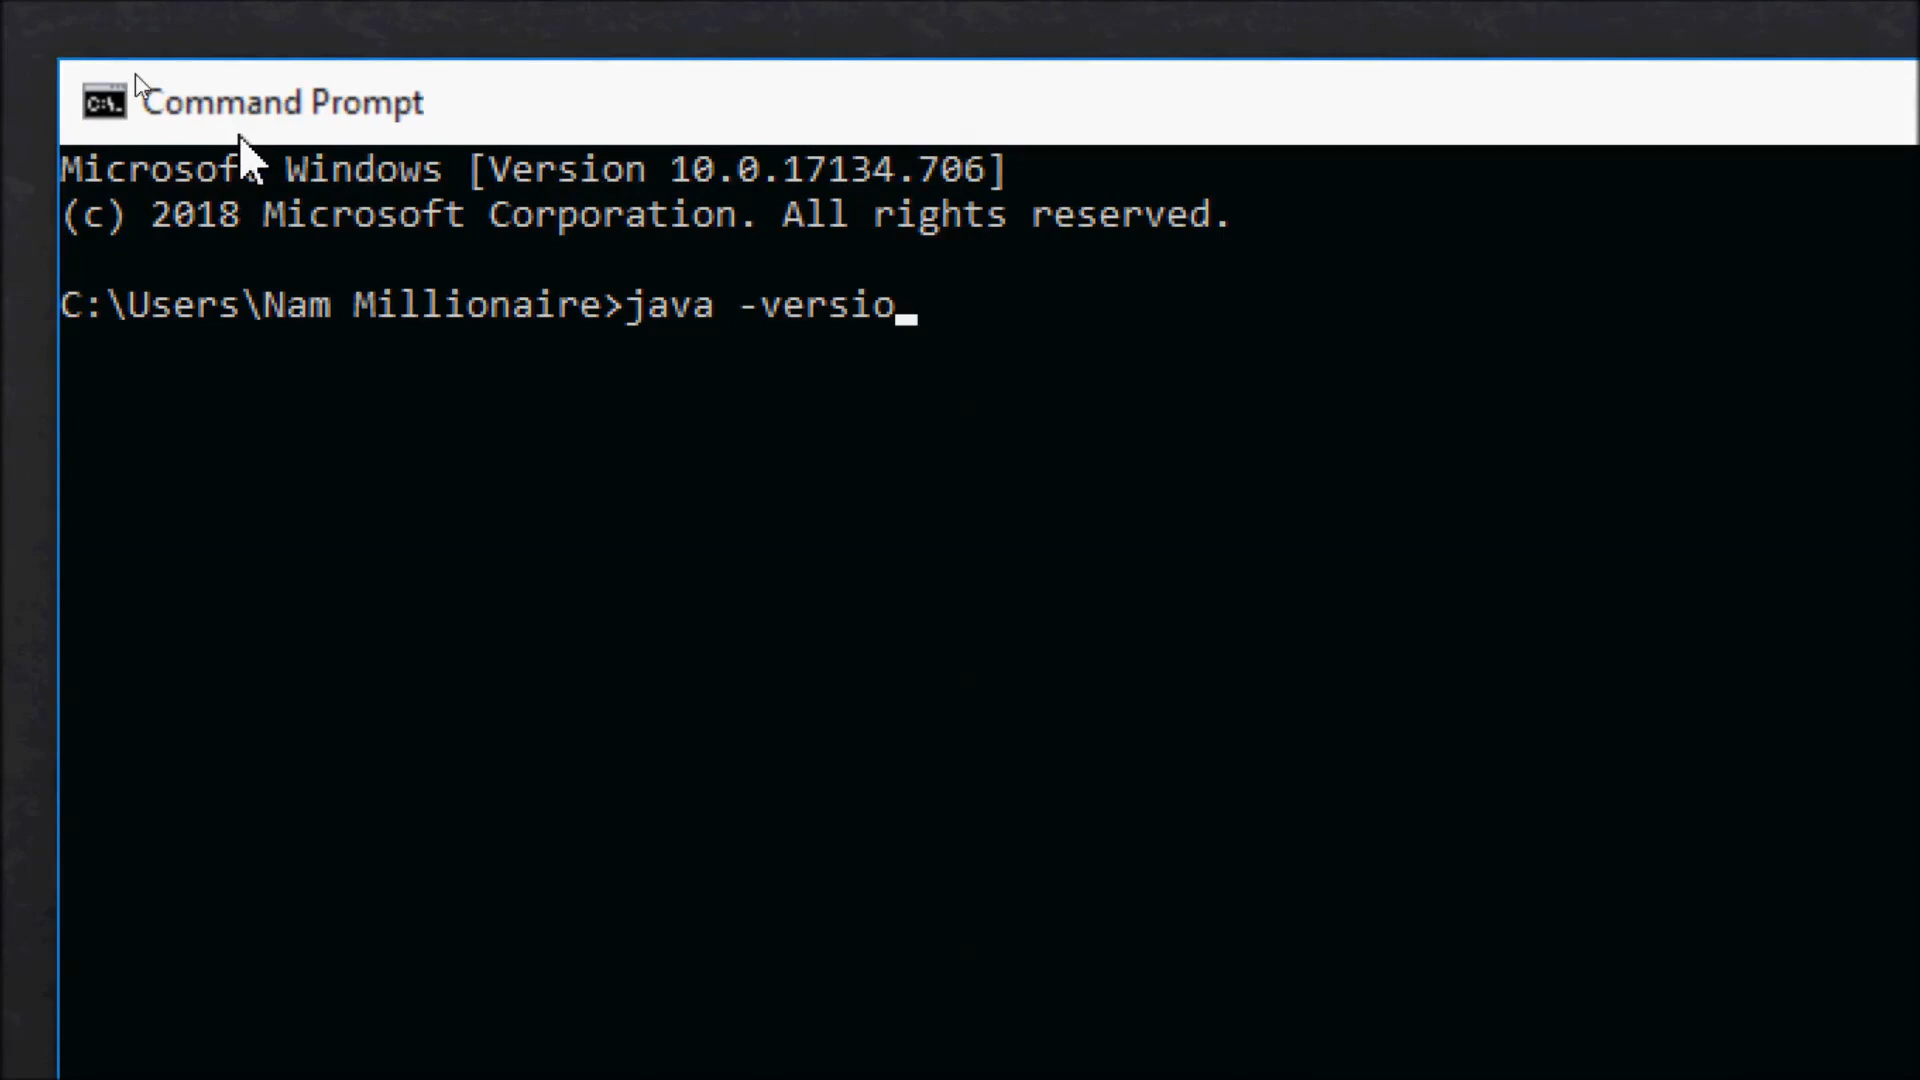 Command Prompt
Microsoft Windows [Version 10.0.17134.706]
(c) 2018 Microsoft Corporation. All rights reserved.
C:\Users\Nam Millionaire>java -versio